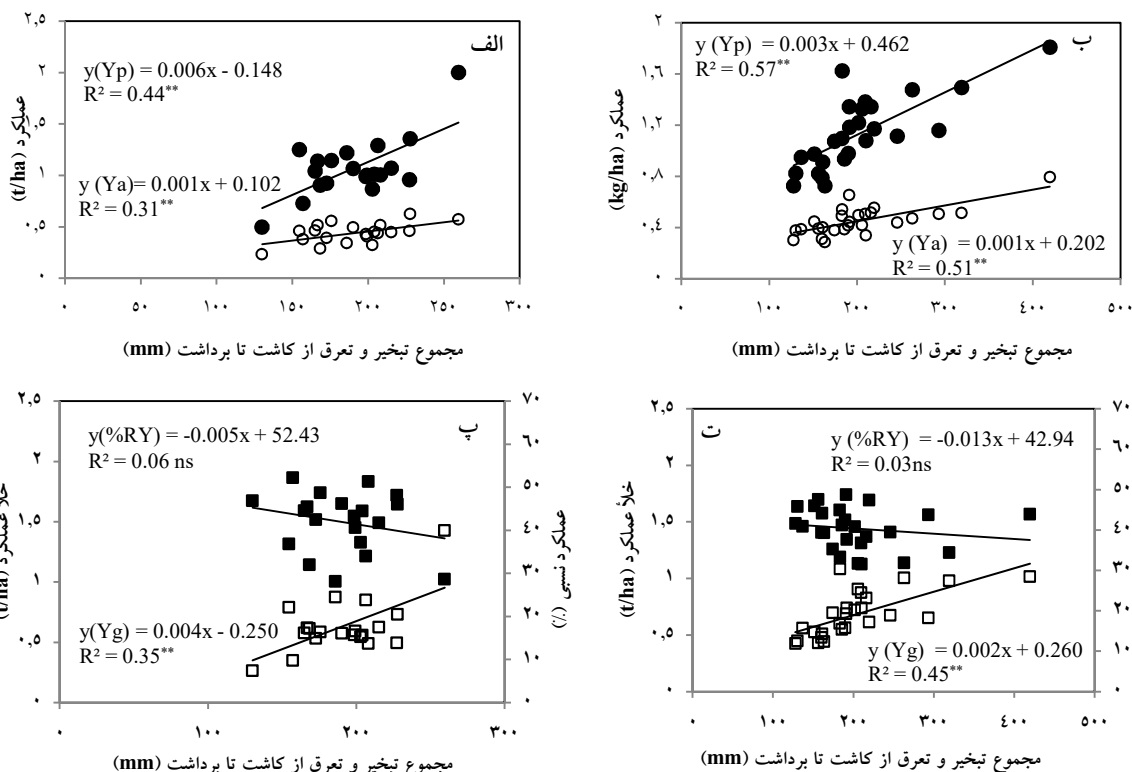 الف
y(Yp) = 0.006x - 0.148
R² = 0.44**
y (Ya)= 0.001x + 0.102
R² = 0.31**
عملکرد (t/ha)
۲,۵
۲
۱,۵
۱
۰,۵
۰
۰ ۵۰ ۱۰۰ ۱۵۰ ۲۰۰ ۲۵۰ ۳۰۰
مجموع تبخیر و تعرق از کاشت تا برداشت (mm)
ب
y (Yp) = 0.003x + 0.462
R² = 0.57**
y (Ya) = 0.001x + 0.202
R² = 0.51**
عملکرد (kg/ha)
۲
۱,۶
۱,۲
۰,۸
۰,۴
۰
۰ ۱۰۰ ۲۰۰ ۳۰۰ ٤۰۰ ۵۰۰
مجموع تبخیر و تعرق از کاشت تا برداشت (mm)
پ
y(%RY) = -0.005x + 52.43
R² = 0.06 ns
y(Yg) = 0.004x - 0.250
R² = 0.35**
خلأ عملکرد (t/ha)
۲,۵
۲
۱,۵
۱
۰,۵
۰
عملکرد نسبی (٪)
۷۰
۶۰
۵۰
٤۰
۳۰
۲۰
۱۰
۰
۰ ۱۰۰ ۲۰۰ ۳۰۰
مجموع تبخیر و تعرق از کاشت تا برداشت (mm)
ت
y (%RY) = -0.013x + 42.94
R² = 0.03ns
y (Yg) = 0.002x + 0.260
R² = 0.45**
خلأ عملکرد (t/ha)
۲,۵
۲
۱,۵
۱
۰,۵
۰
۷۰
۶۰
۵۰
٤۰
۳۰
۲۰
۱۰
۰
۰ ۱۰۰ ۲۰۰ ۳۰۰ ٤۰۰ ۵۰۰
مجموع تبخیر و تعرق از کاشت تا برداشت (mm)